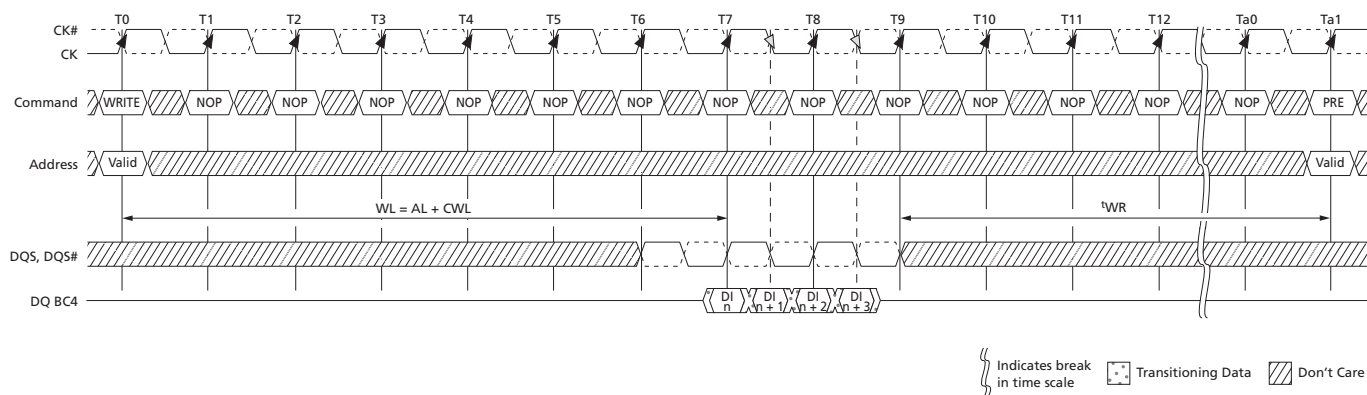 T0 T1 T2 T3 T4 T5 T6 T7 T8 T9 T10 T11 T12 Ta0 Ta1
CK#
CK
Command WRITE NOP NOP NOP NOP NOP NOP NOP NOP NOP NOP NOP NOP NOP PRE
Address Valid Valid
WL = AL + CWL tWR
DQS, DQS#
DQ BC4 DI n DI n + 1 DI n + 2 DI n + 3
Indicates break in time scale Transitioning Data Don't Care